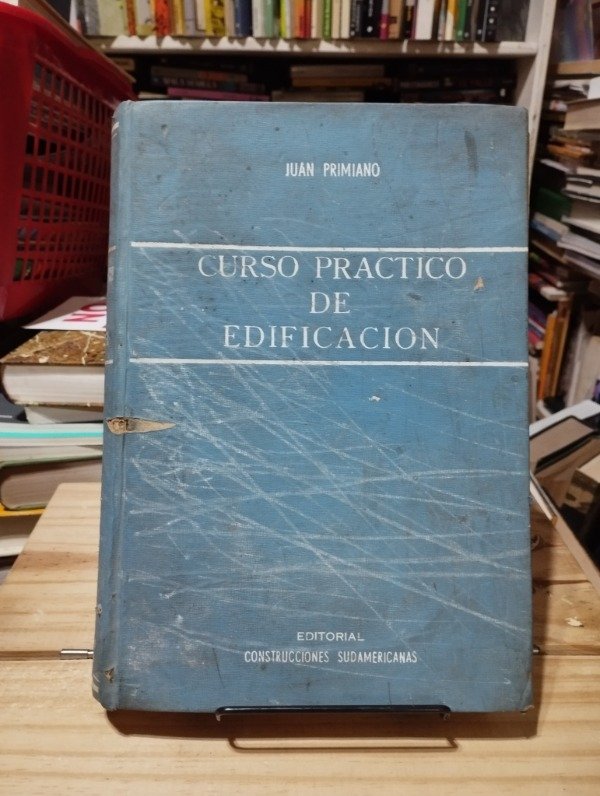 JUAN PRIMIANO
CURSO PRACTICO
DE
EDIFICACION
EDITORIAL
CONSTRUCCIONES SUDAMERICANAS